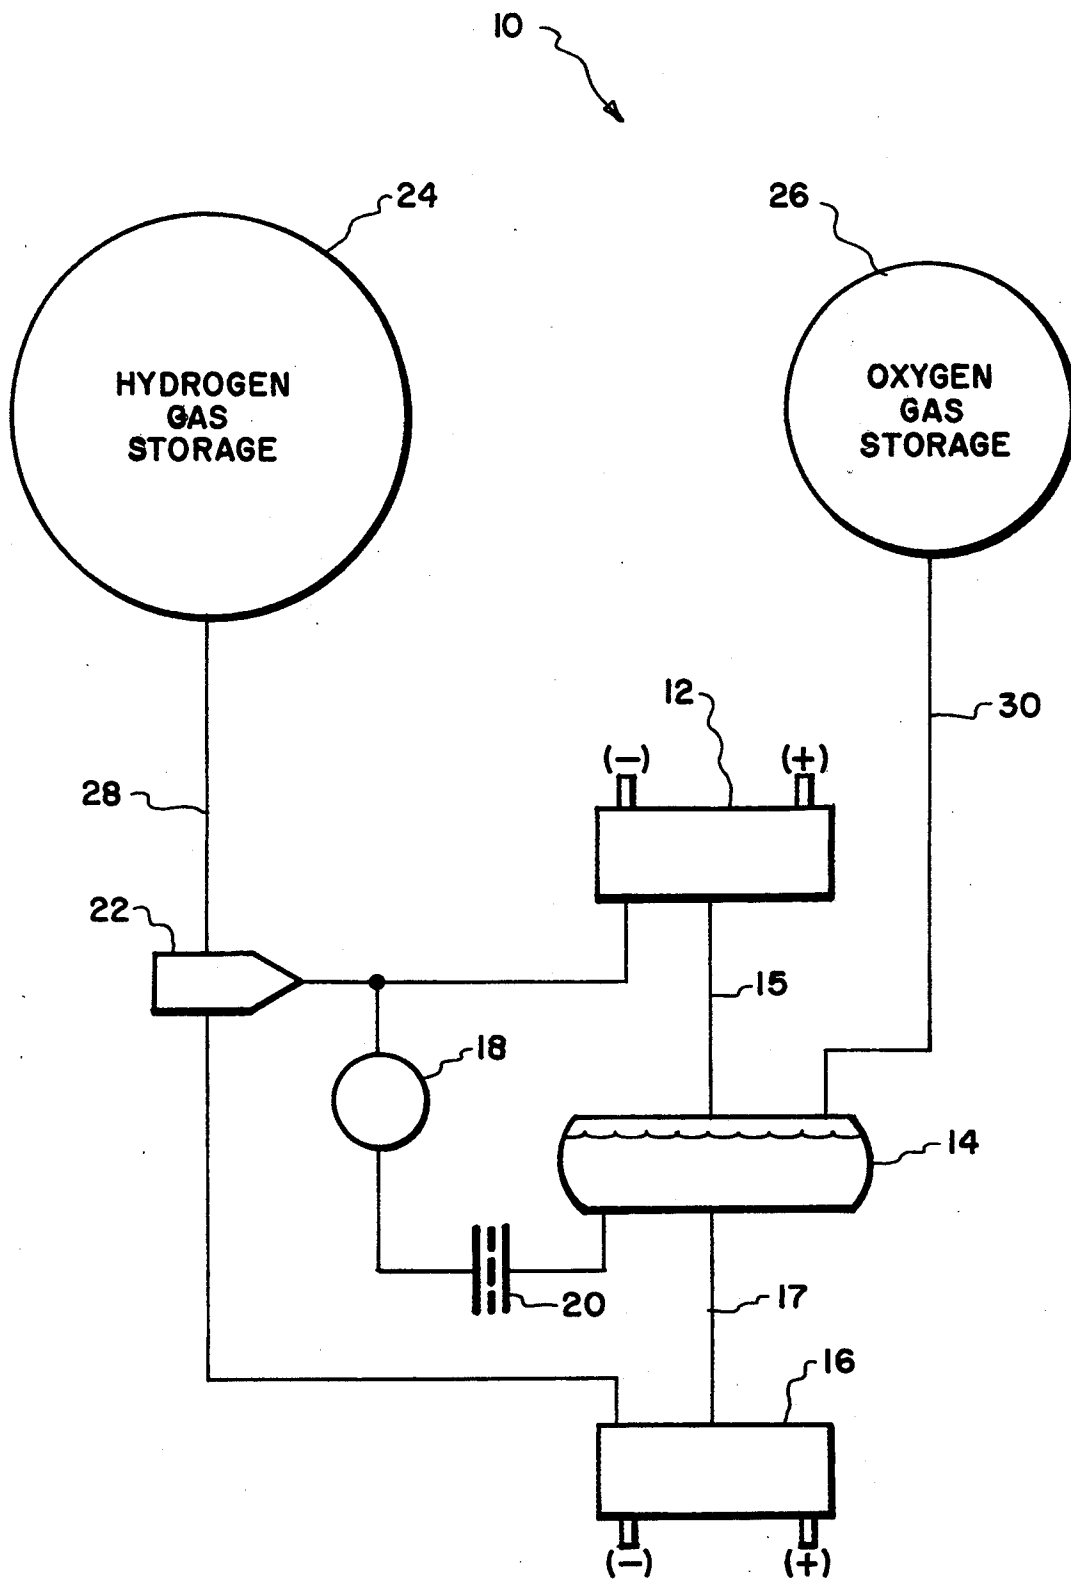 10
24
26
HYDROGEN
GAS
STORAGE
OXYGEN
GAS
STORAGE
12
30
(-)
(+)
28
22
15
18
14
20
17
16
(-)
(+)